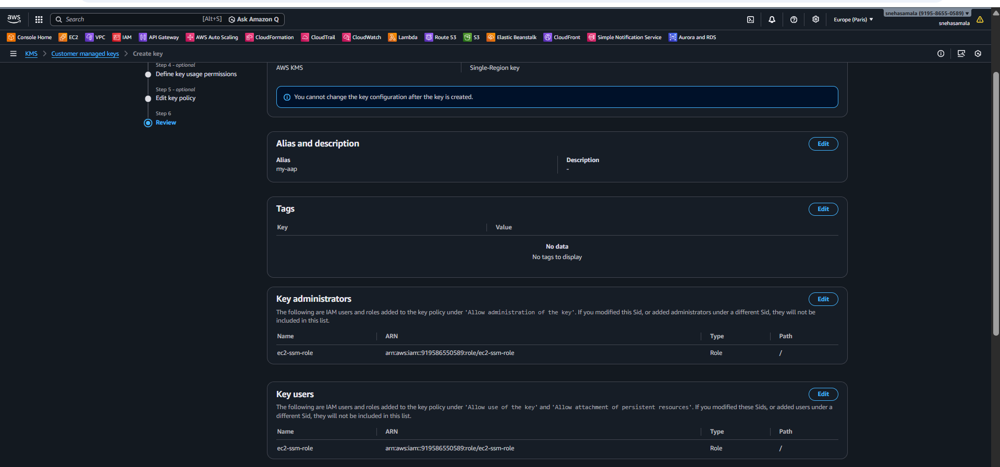 aws
Search [Alt+S] Ask Amazon Q
Europe (Paris) ▼
snehasamala (9195-8655-0589) ▼
snehasamala
Console Home EC2 VPC IAM API Gateway AWS Auto Scaling CloudFormation CloudTrail CloudWatch Lambda Route 53 S3 Elastic Beanstalk CloudFront Simple Notification Service Aurora and RDS
KMS > Customer managed keys > Create key
Step 4 - optional
Define key usage permissions
Step 5 - optional
Edit key policy
Step 6
Review
AWS KMS
Single-Region key
You cannot change the key configuration after the key is created.
Alias and description
Edit
Alias
my-aap
Description
-
Tags
Edit
Key Value
No data
No tags to display
Key administrators
Edit
The following are IAM users and roles added to the key policy under 'Allow administration of the key'. If you modified this Sid, or added administrators under a different Sid, they will not be
included in this list.
Name ARN Type Path
ec2-ssm-role arn:aws:iam::919586550589:role/ec2-ssm-role Role /
Key users
Edit
The following are IAM users and roles added to the key policy under 'Allow use of the key' and 'Allow attachment of persistent resources'. If you modified these Sids, or added users under a
different Sid, they will not be included in this list.
Name ARN Type Path
ec2-ssm-role arn:aws:iam::919586550589:role/ec2-ssm-role Role /